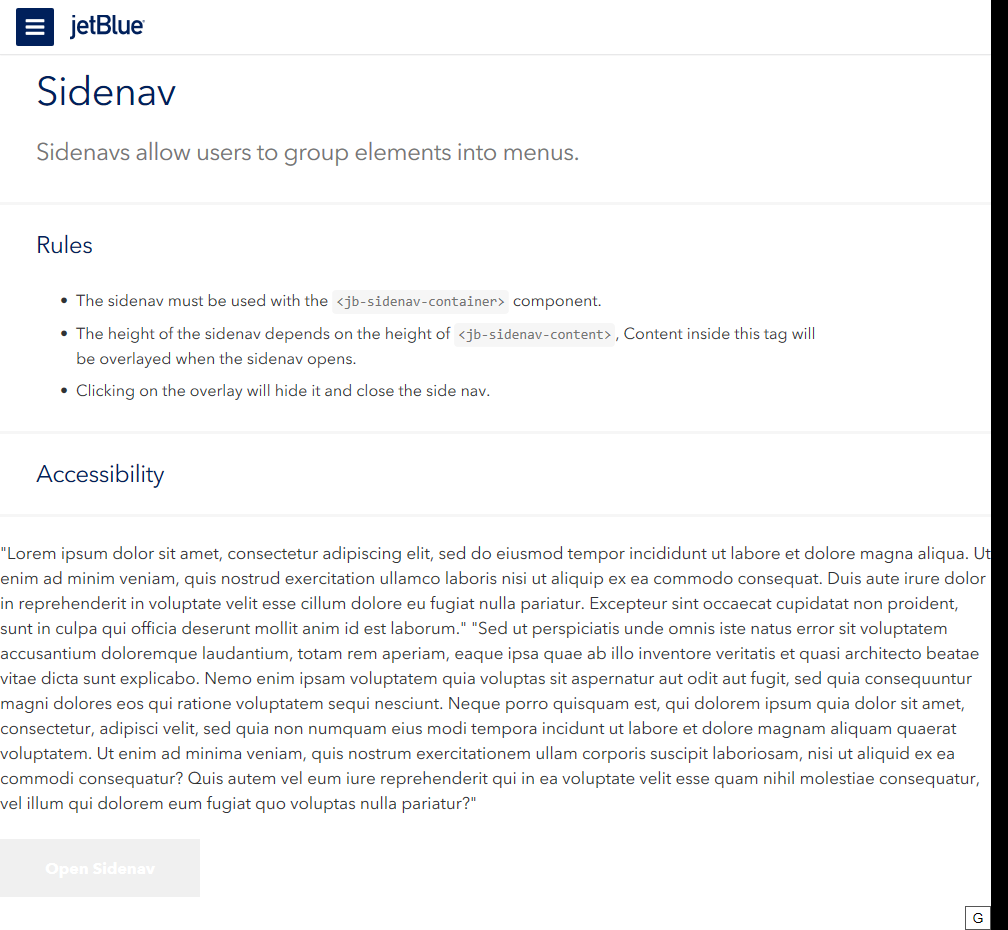 jetBlue
Sidenav
Sidenavs allow users to group elements into menus.
Rules
• The sidenav must be used with the <jb-sidenav-container> component.
• The height of the sidenav depends on the height of <jb-sidenav-content>, Content inside this tag will
be overlayed when the sidenav opens.
• Clicking on the overlay will hide it and close the side nav.
Accessibility
"Lorem ipsum dolor sit amet, consectetur adipiscing elit, sed do eiusmod tempor incididunt ut labore et dolore magna aliqua. Ut
enim ad minim veniam, quis nostrud exercitation ullamco laboris nisi ut aliquip ex ea commodo consequat. Duis aute irure dolor
in reprehenderit in voluptate velit esse cillum dolore eu fugiat nulla pariatur. Excepteur sint occaecat cupidatat non proident,
sunt in culpa qui officia deserunt mollit anim id est laborum." "Sed ut perspiciatis unde omnis iste natus error sit voluptatem
accusantium doloremque laudantium, totam rem aperiam, eaque ipsa quae ab illo inventore veritatis et quasi architecto beatae
vitae dicta sunt explicabo. Nemo enim ipsam voluptatem quia voluptas sit aspernatur aut odit aut fugit, sed quia consequuntur
magni dolores eos qui ratione voluptatem sequi nesciunt. Neque porro quisquam est, qui dolorem ipsum quia dolor sit amet,
consectetur, adipisci velit, sed quia non numquam eius modi tempora incidunt ut labore et dolore magnam aliquam quaerat
voluptatem. Ut enim ad minima veniam, quis nostrum exercitationem ullam corporis suscipit laboriosam, nisi ut aliquid ex ea
commodi consequatur? Quis autem vel eum iure reprehenderit qui in ea voluptate velit esse quam nihil molestiae consequatur,
vel illum qui dolorem eum fugiat quo voluptas nulla pariatur?"
Open Sidenav
G